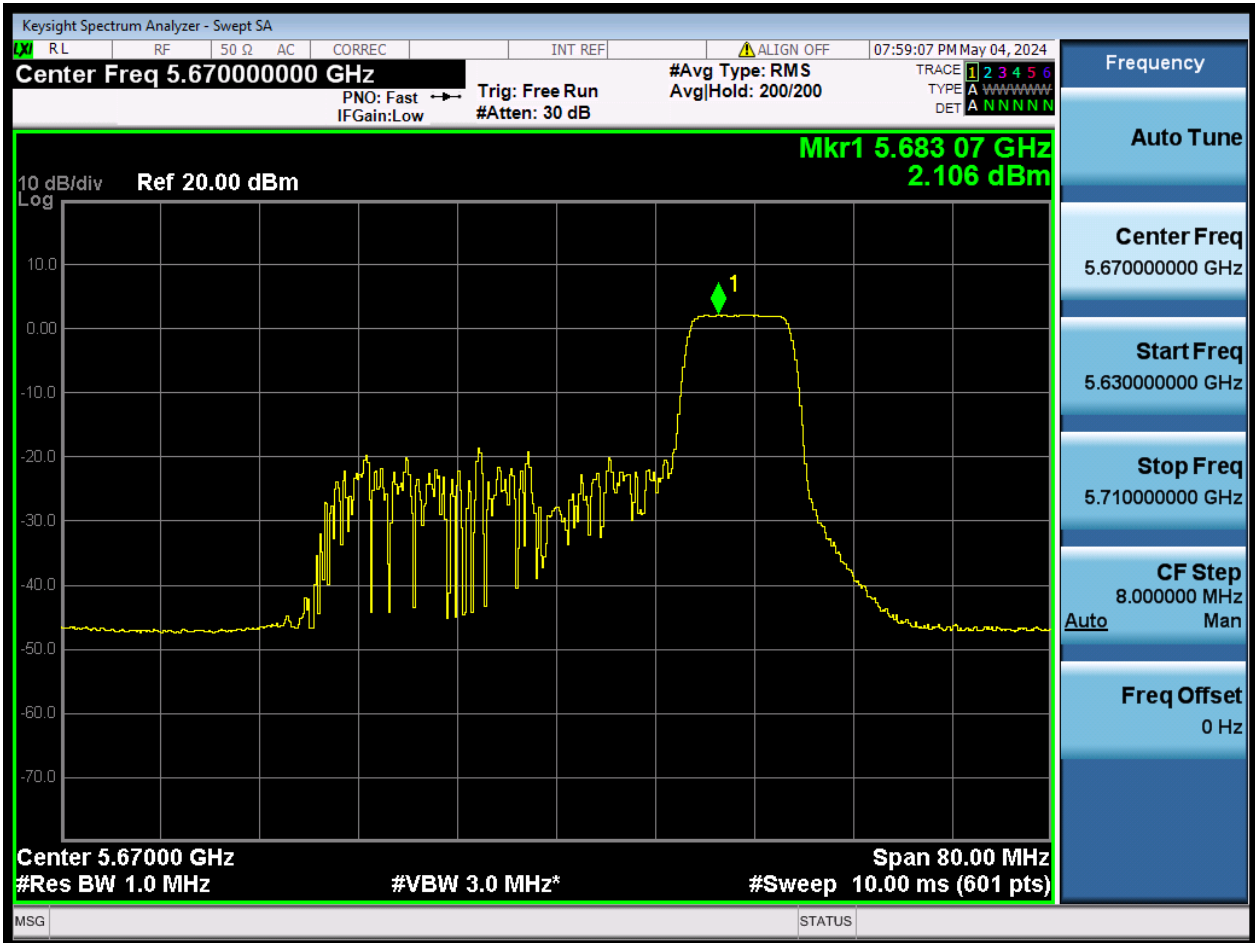 Keysight Spectrum Analyzer - Swept SA
LXI RL RF 50 Ω AC CORREC INT REF ALIGN OFF 07:59:07 PM May 04, 2024
Center Freq 5.670000000 GHz
PNO: Fast
IFGain:Low
Trig: Free Run
#Atten: 30 dB
#Avg Type: RMS
Avg|Hold: 200/200
TRACE 1 2 3 4 5 6
TYPE A WWWWW
DET A N N N N N
Mkr1 5.683 07 GHz
2.106 dBm
10 dB/div Ref 20.00 dBm
Log
10.0
0.00
-10.0
-20.0
-30.0
-40.0
-50.0
-60.0
-70.0
1
Center 5.67000 GHz Span 80.00 MHz
#Res BW 1.0 MHz #VBW 3.0 MHz* #Sweep 10.00 ms (601 pts)
MSG STATUS
Frequency
Auto Tune
Center Freq
5.670000000 GHz
Start Freq
5.630000000 GHz
Stop Freq
5.710000000 GHz
CF Step
8.000000 MHz
Auto Man
Freq Offset
0 Hz